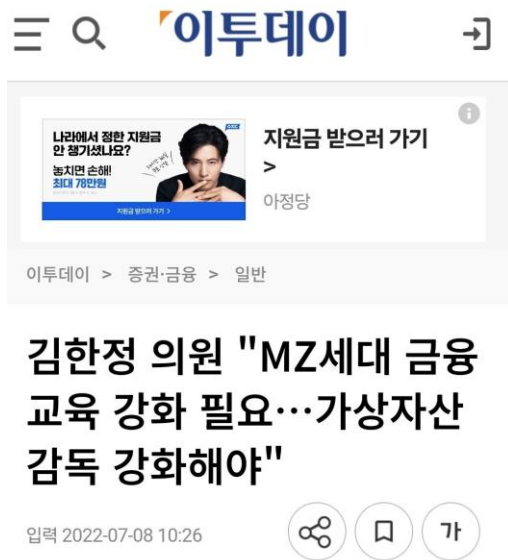 이투데이
나라에서 정한 지원금
안 챙기셨나요?
놓치면 손해!
최대 78만원
지원금 받으러 가기 >
지원금 받으러 가기
>
아정당
이투데이 > 증권·금융 > 일반
김한정 의원 "MZ세대 금융
교육 강화 필요…가상자산
감독 강화해야"
입력 2022-07-08 10:26
가